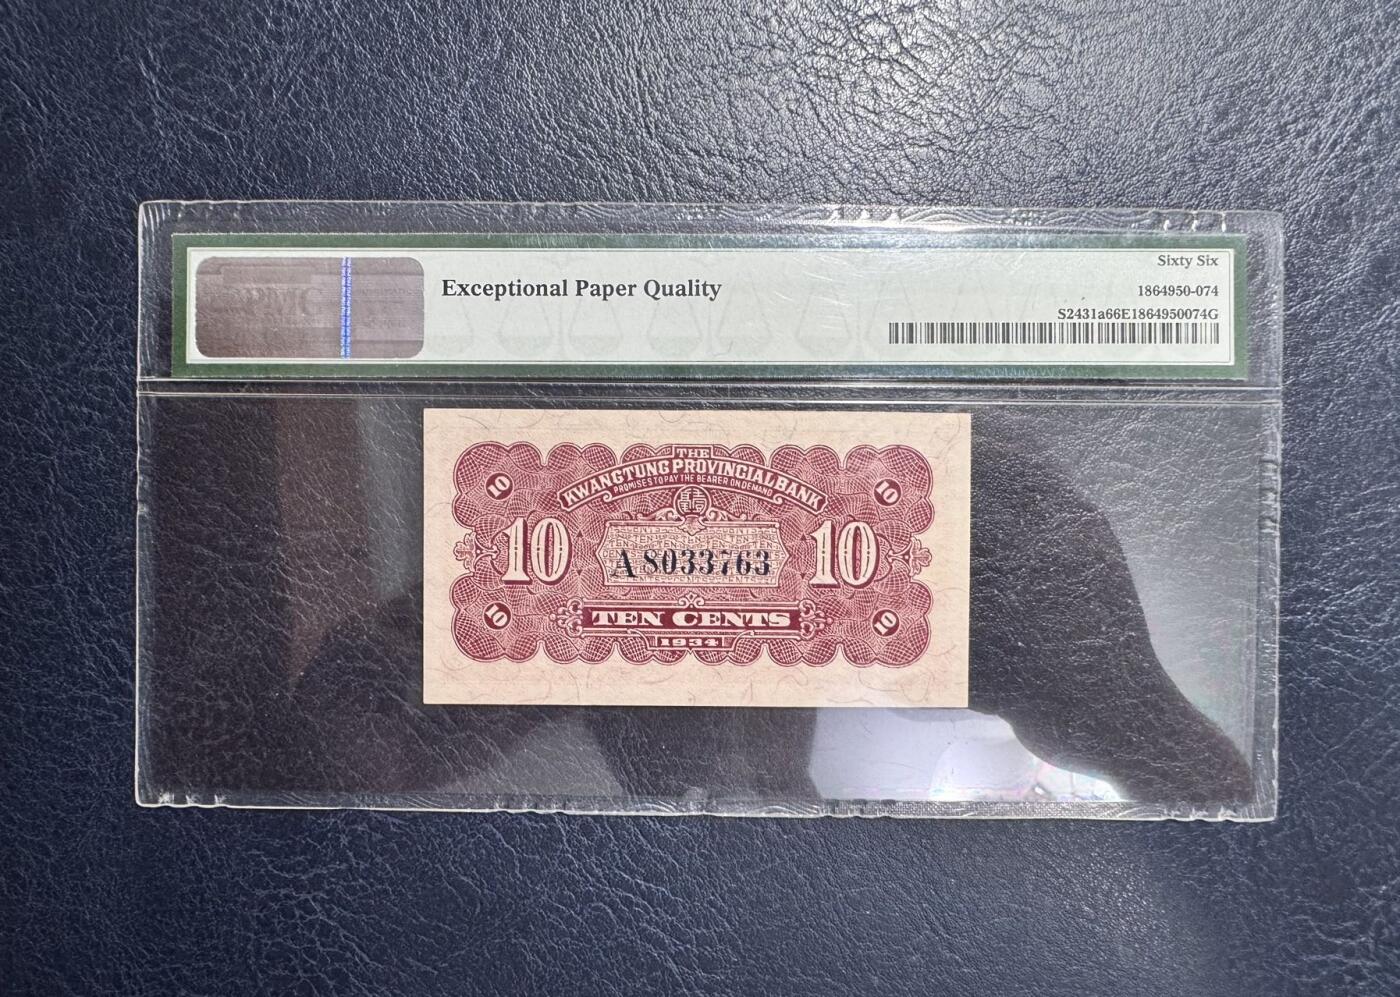 Sixty Six
Exceptional Paper Quality
1864950-074
S2431a66E1864950074G
PMG
THE
KWANGTUNG PROVINCIAL BANK
PROMISES TO PAY THE BEARER ON DEMAND
10 10
10 A 8033763 10
10 TEN CENTS 10
1934